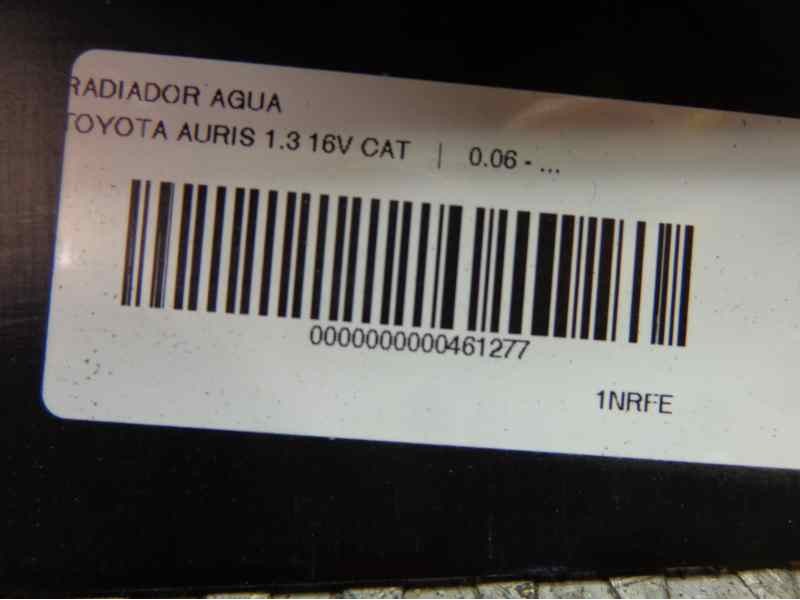 RADIADOR AGUA
TOYOTA AURIS 1.3 16V CAT | 0.06 - ...
0000000000461277
1NRFE